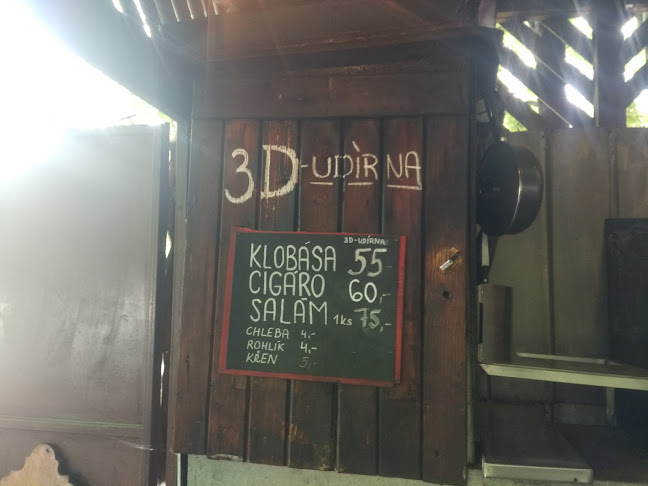 3D-UDÍRNA
3D-UDÍRNA
KLOBÁSA 55
CIGÁRO 60,-
SALÁM 1ks 75,-
CHLEBA 4,-
ROHLÍK 4,-
KŘEN 5,-